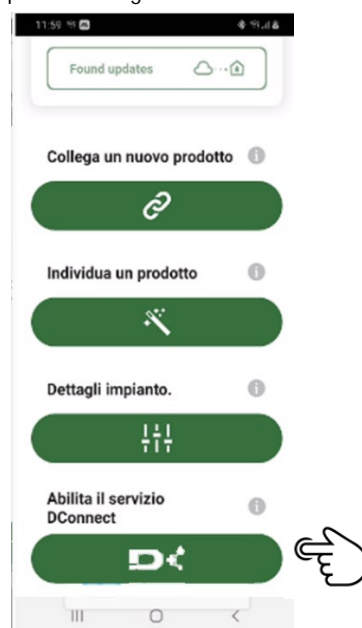 11:59
Found updates
Collega un nuovo prodotto
Individua un prodotto
Dettagli impianto.
Abilita il servizio
DConnect
D